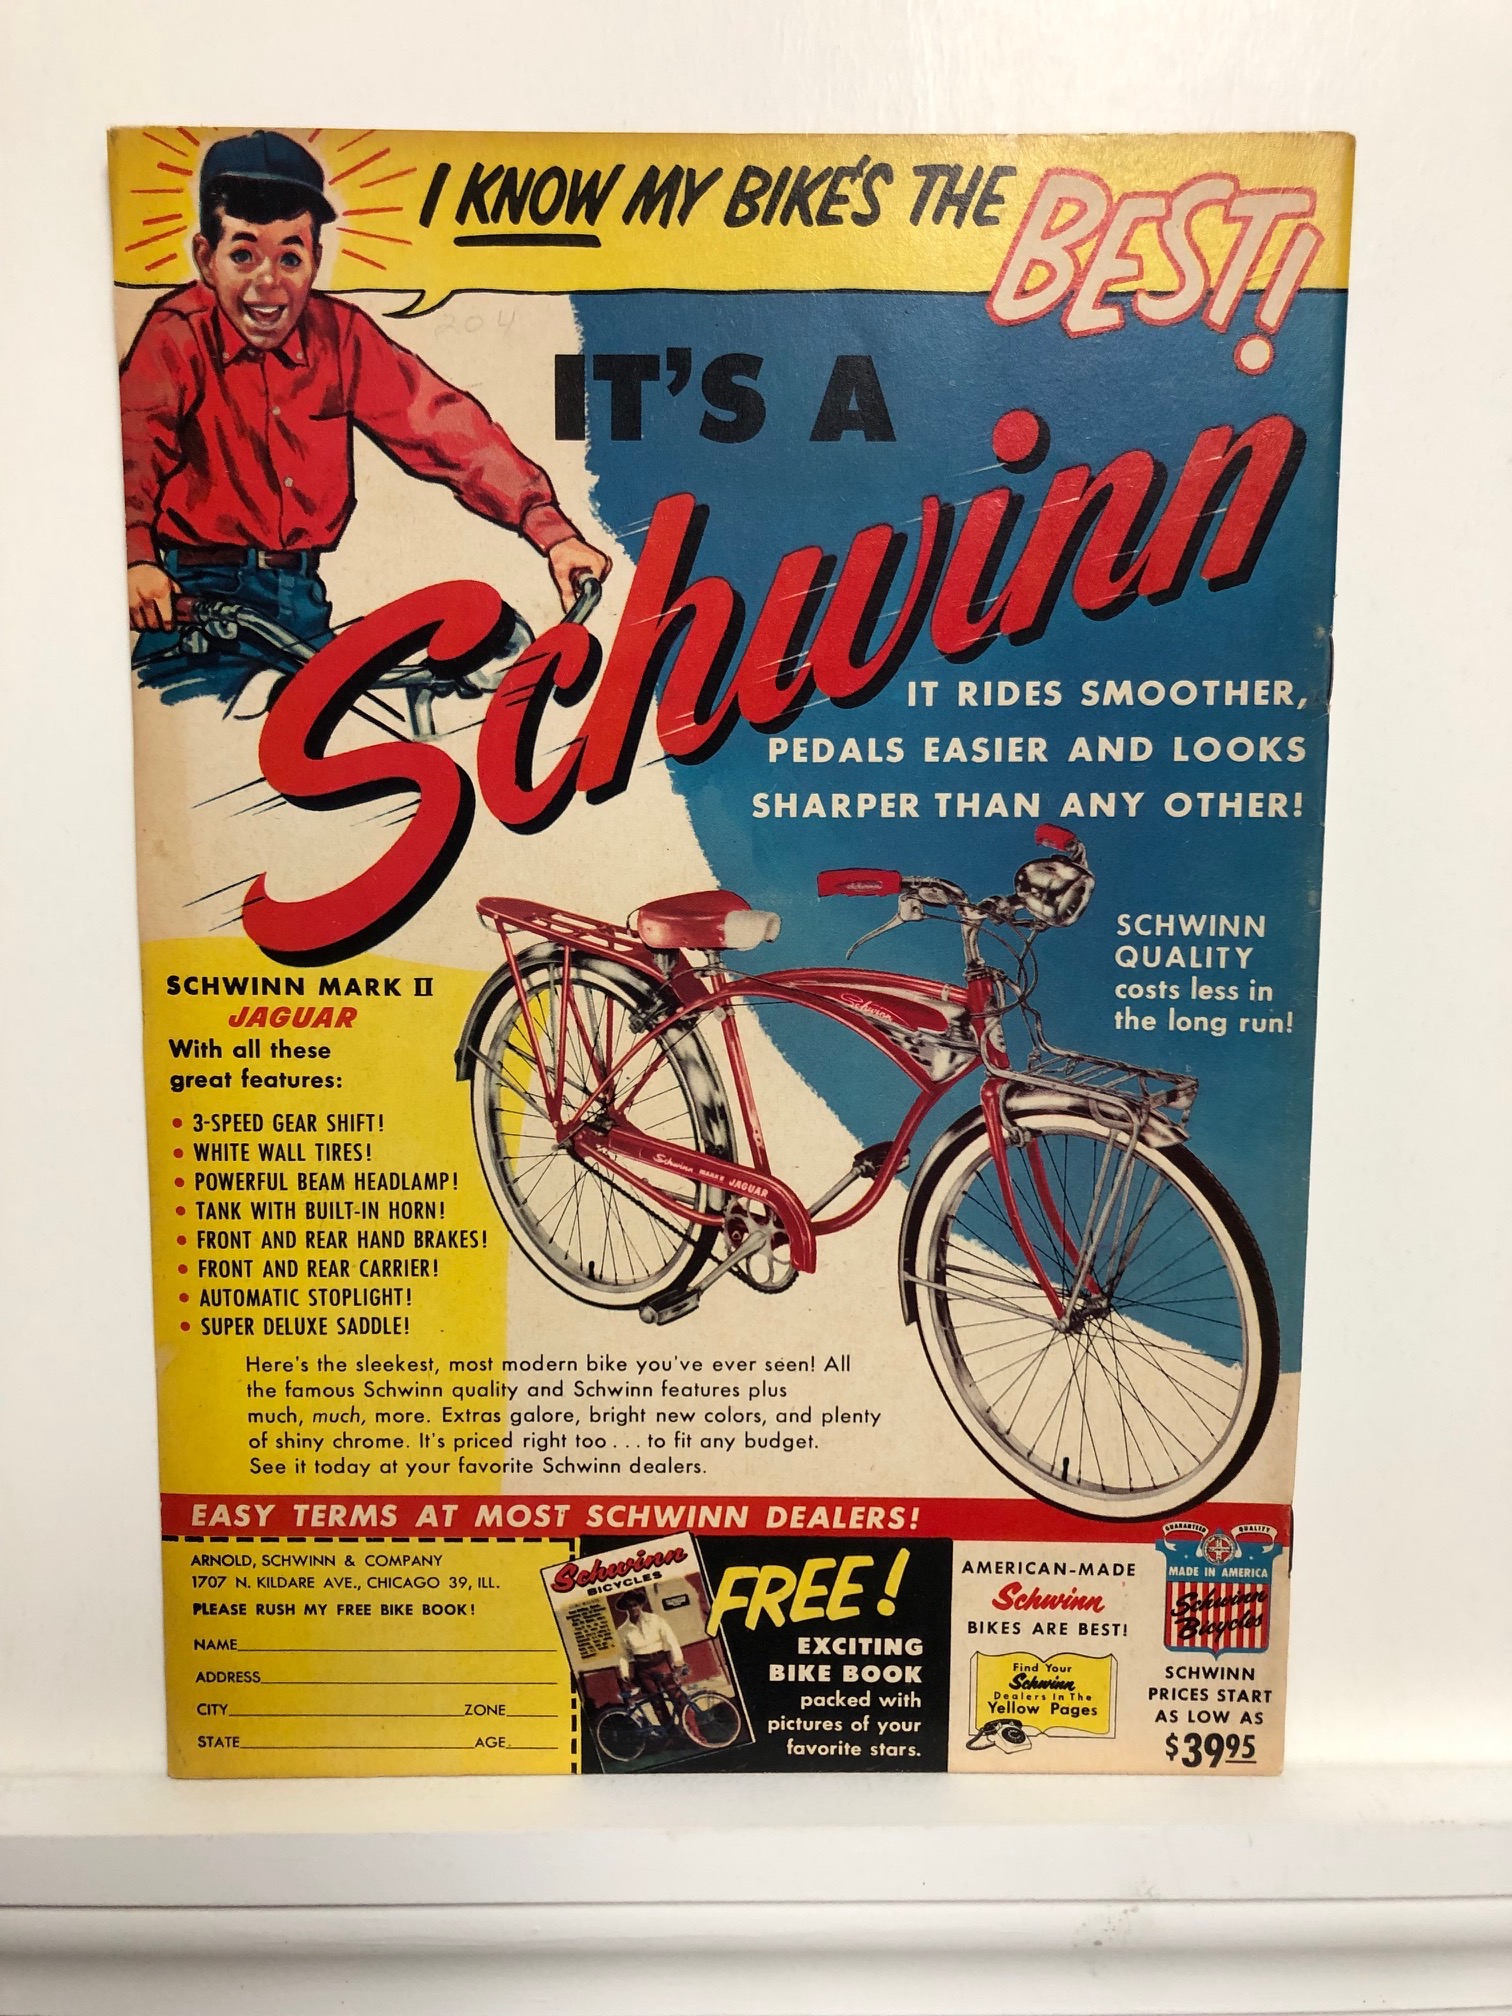 I KNOW MY BIKE'S THE BEST!
204
IT'S A
Schwinn
IT RIDES SMOOTHER,
PEDALS EASIER AND LOOKS
SHARPER THAN ANY OTHER!
SCHWINN
QUALITY
costs less in
the long run!
SCHWINN MARK II
JAGUAR
With all these
great features:
• 3-SPEED GEAR SHIFT!
• WHITE WALL TIRES!
• POWERFUL BEAM HEADLAMP!
• TANK WITH BUILT-IN HORN!
• FRONT AND REAR HAND BRAKES!
• FRONT AND REAR CARRIER!
• AUTOMATIC STOPLIGHT!
• SUPER DELUXE SADDLE!
Schwinn
Schwinn MARK II JAGUAR
Here's the sleekest, most modern bike you've ever seen! All
the famous Schwinn quality and Schwinn features plus
much, much, more. Extras galore, bright new colors, and plenty
of shiny chrome. It's priced right too . . . to fit any budget.
See it today at your favorite Schwinn dealers.
EASY TERMS AT MOST SCHWINN DEALERS!
ARNOLD, SCHWINN & COMPANY
1707 N. KILDARE AVE., CHICAGO 39, ILL.
PLEASE RUSH MY FREE BIKE BOOK!
NAME
ADDRESS
CITY ZONE
STATE AGE
Schwinn
BICYCLES
FREE!
EXCITING
BIKE BOOK
packed with
pictures of your
favorite stars.
AMERICAN-MADE
Schwinn
BIKES ARE BEST!
Find Your
Schwinn
Dealers In The
Yellow Pages
GUARANTEED QUALITY
MADE IN AMERICA
Schwinn
Bicycles
SCHWINN
PRICES START
AS LOW AS
$3995